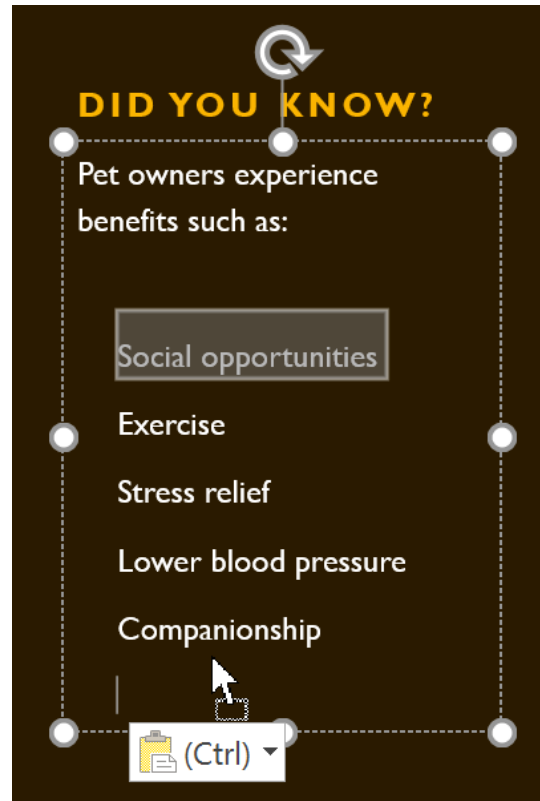 DID YOU KNOW?
Pet owners experience
benefits such as:
Social opportunities
Exercise
Stress relief
Lower blood pressure
Companionship
(Ctrl)